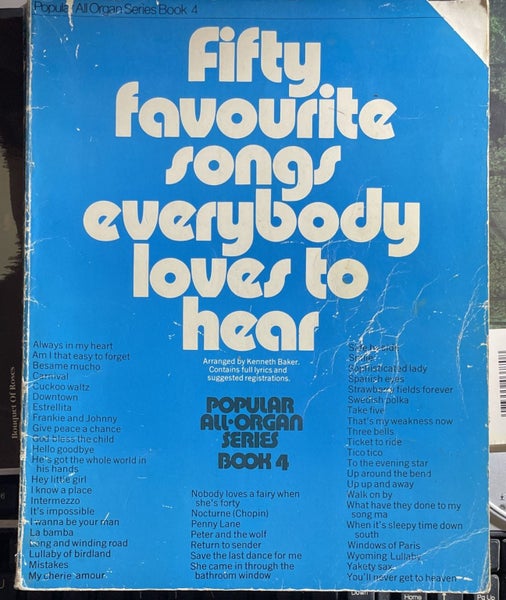 Popular All Organ Series Book 4
Fifty
favourite
songs
everybody
loves to
hear
Arranged by Kenneth Baker.
Contains full lyrics and
suggested registrations.
POPULAR
ALL·ORGAN
SERIES
BOOK 4
Always in my heart
Am I that easy to forget
Besame mucho
Carnival
Cuckoo waltz
Downtown
Estrellita
Frankie and Johnny
Give peace a chance
God bless the child
Hello goodbye
He's got the whole world in
his hands
Hey little girl
I know a place
Intermezzo
It's impossible
I wanna be your man
La bamba
Long and winding road
Lullaby of birdland
Mistakes
My cherie amour
Nobody loves a fairy when
she's forty
Nocturne (Chopin)
Penny Lane
Peter and the wolf
Return to sender
Save the last dance for me
She came in through the
bathroom window
Smile
Sophisticated lady
Spanish eyes
Strawberry fields forever
Swedish polka
Take five
That's my weakness now
Three bells
Ticket to ride
Tico tico
To the evening star
Up around the bend
Up up and away
Walk on by
What have they done to my
song ma
When it's sleepy time down
south
Windows of Paris
Wyoming Lullaby
Yakety sax
You'll never get to heaven
Bouquet Of Roses
Down
Home
Pg Up